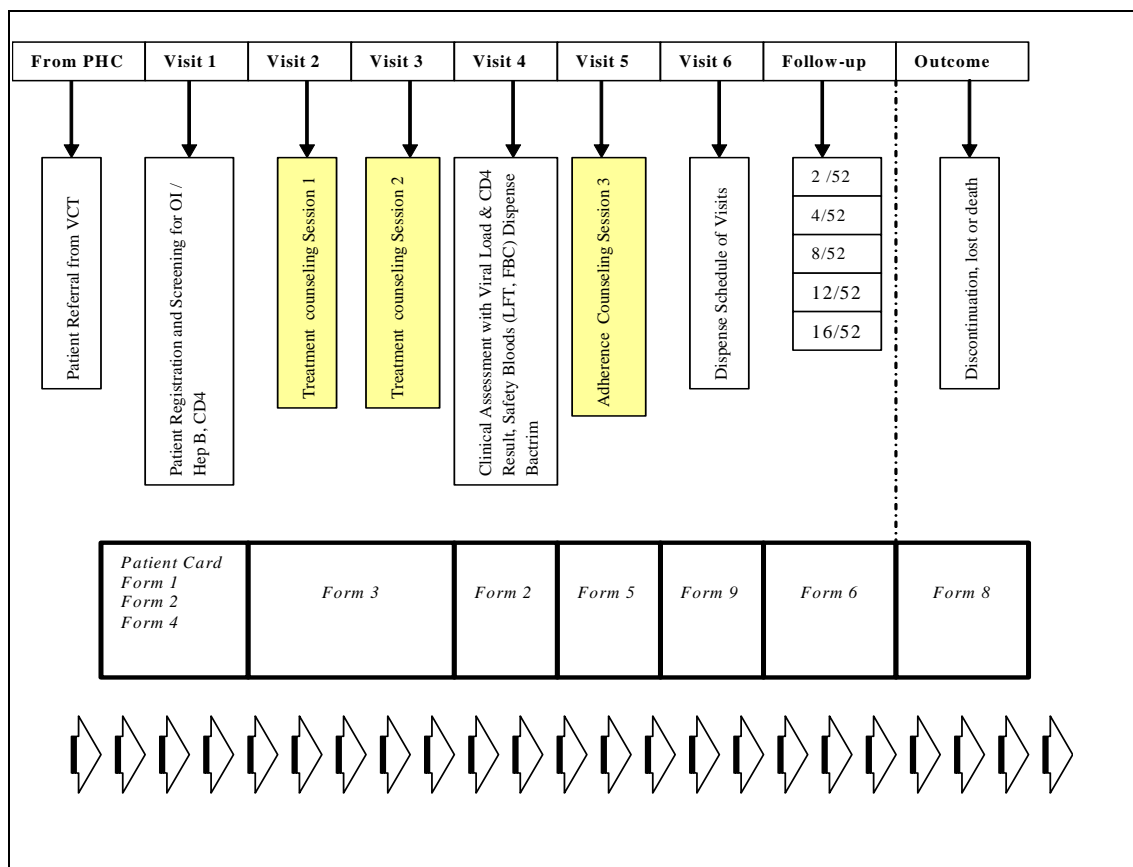 From PHC
Visit 1
Visit 2
Visit 3
Visit 4
Visit 5
Visit 6
Follow-up
Outcome
Patient Referral from VCT
Patient Registration and Screening for OI /
Hep B, CD4
Treatment counseling Session 1
Treatment counseling Session 2
Clinical Assessment with Viral Load & CD4
Result, Safety Bloods (LFT, FBC) Dispense
Bactrim
Adherence Counseling Session 3
Dispense Schedule of Visits
2 /52
4/52
8/52
12/52
16/52
Discontinuation, lost or death
Patient Card
Form 1
Form 2
Form 4
Form 3
Form 2
Form 5
Form 9
Form 6
Form 8